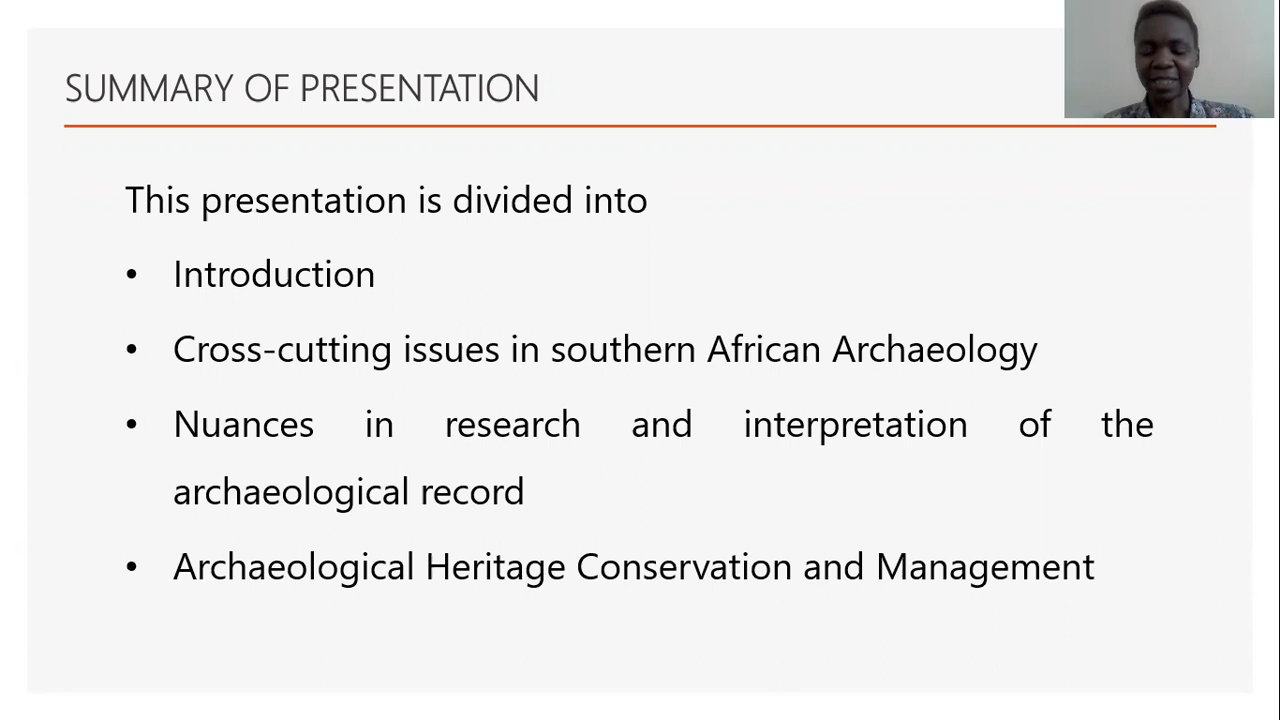 SUMMARY OF PRESENTATION
This presentation is divided into
• Introduction
• Cross-cutting issues in southern African Archaeology
• Nuances in research and interpretation of the
archaeological record
• Archaeological Heritage Conservation and Management